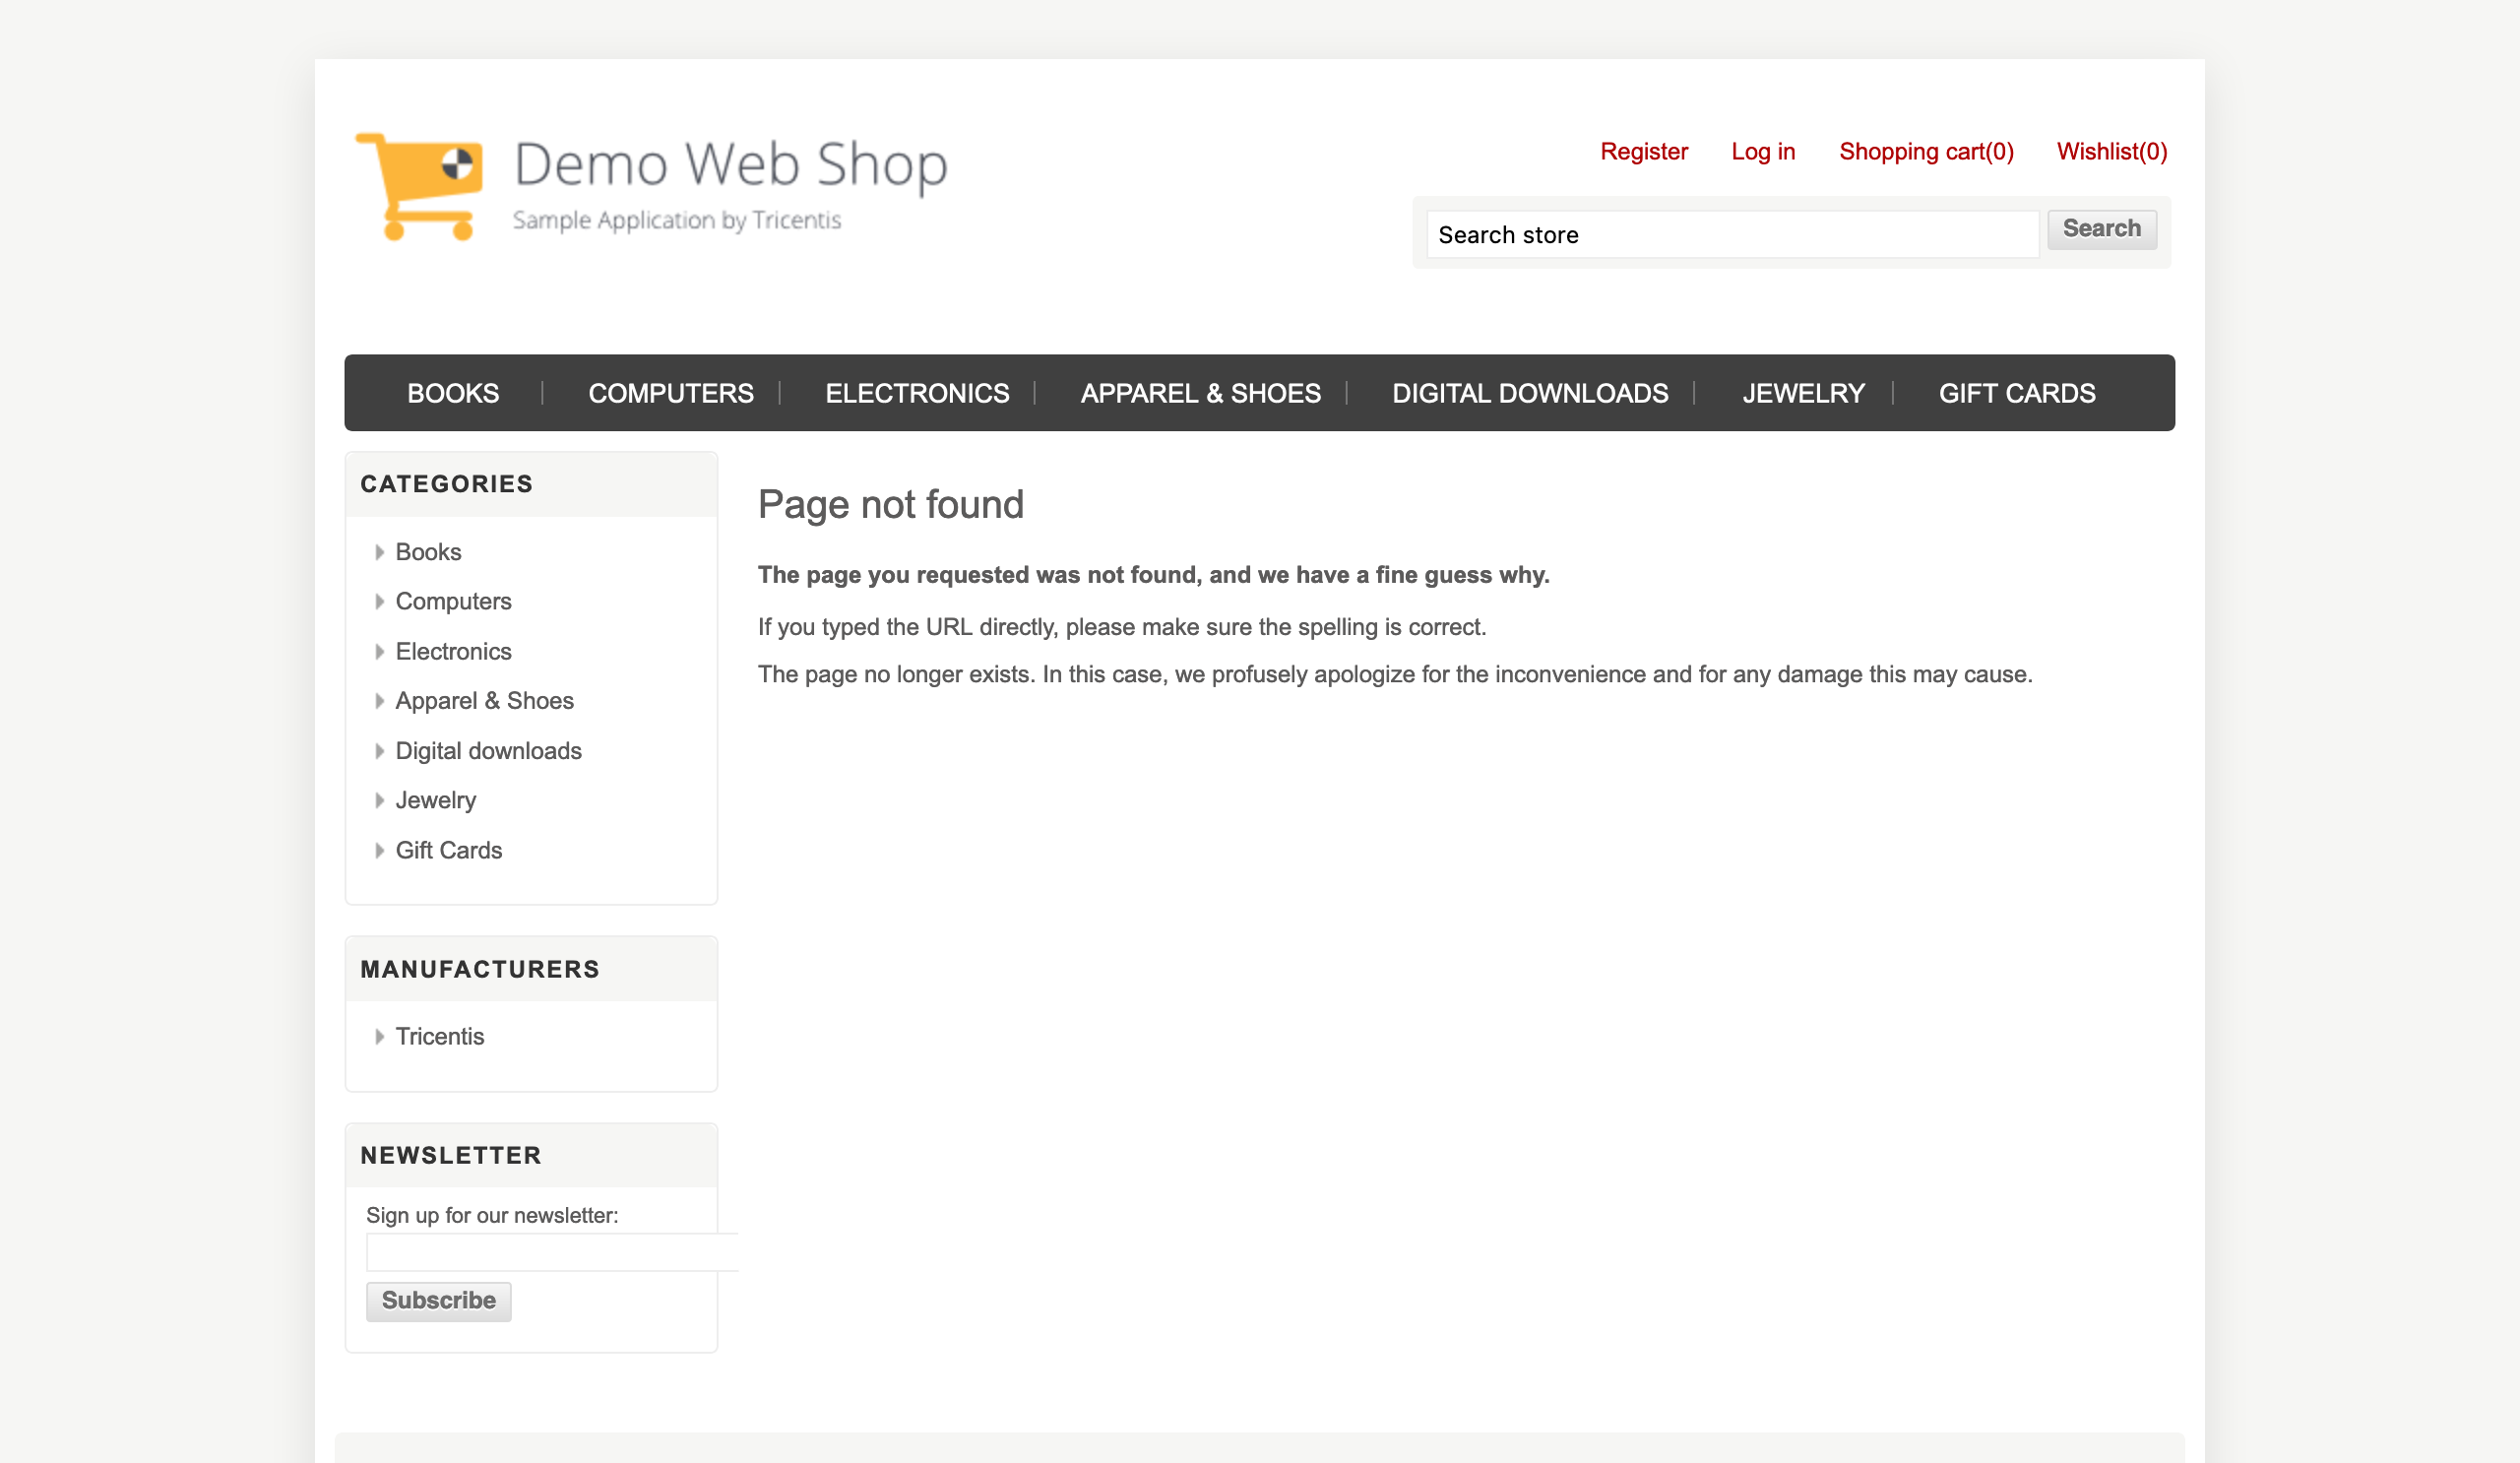 Demo Web Shop
Sample Application by Tricentis
Register Log in Shopping cart(0) Wishlist(0)
Search store Search
BOOKS COMPUTERS ELECTRONICS APPAREL & SHOES DIGITAL DOWNLOADS JEWELRY GIFT CARDS
CATEGORIES
Books
Computers
Electronics
Apparel & Shoes
Digital downloads
Jewelry
Gift Cards
MANUFACTURERS
Tricentis
NEWSLETTER
Sign up for our newsletter:
Subscribe
Page not found
The page you requested was not found, and we have a fine guess why.
If you typed the URL directly, please make sure the spelling is correct.
The page no longer exists. In this case, we profusely apologize for the inconvenience and for any damage this may cause.